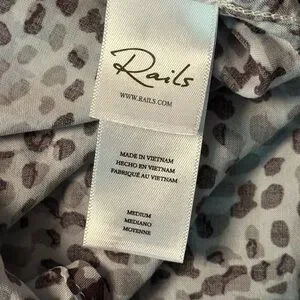 Rails
WWW.RAILS.COM
MADE IN VIETNAM
HECHO EN VIETNAM
FABRIQUÉ AU VIETNAM
MEDIUM
MEDIANO
MOYENNE